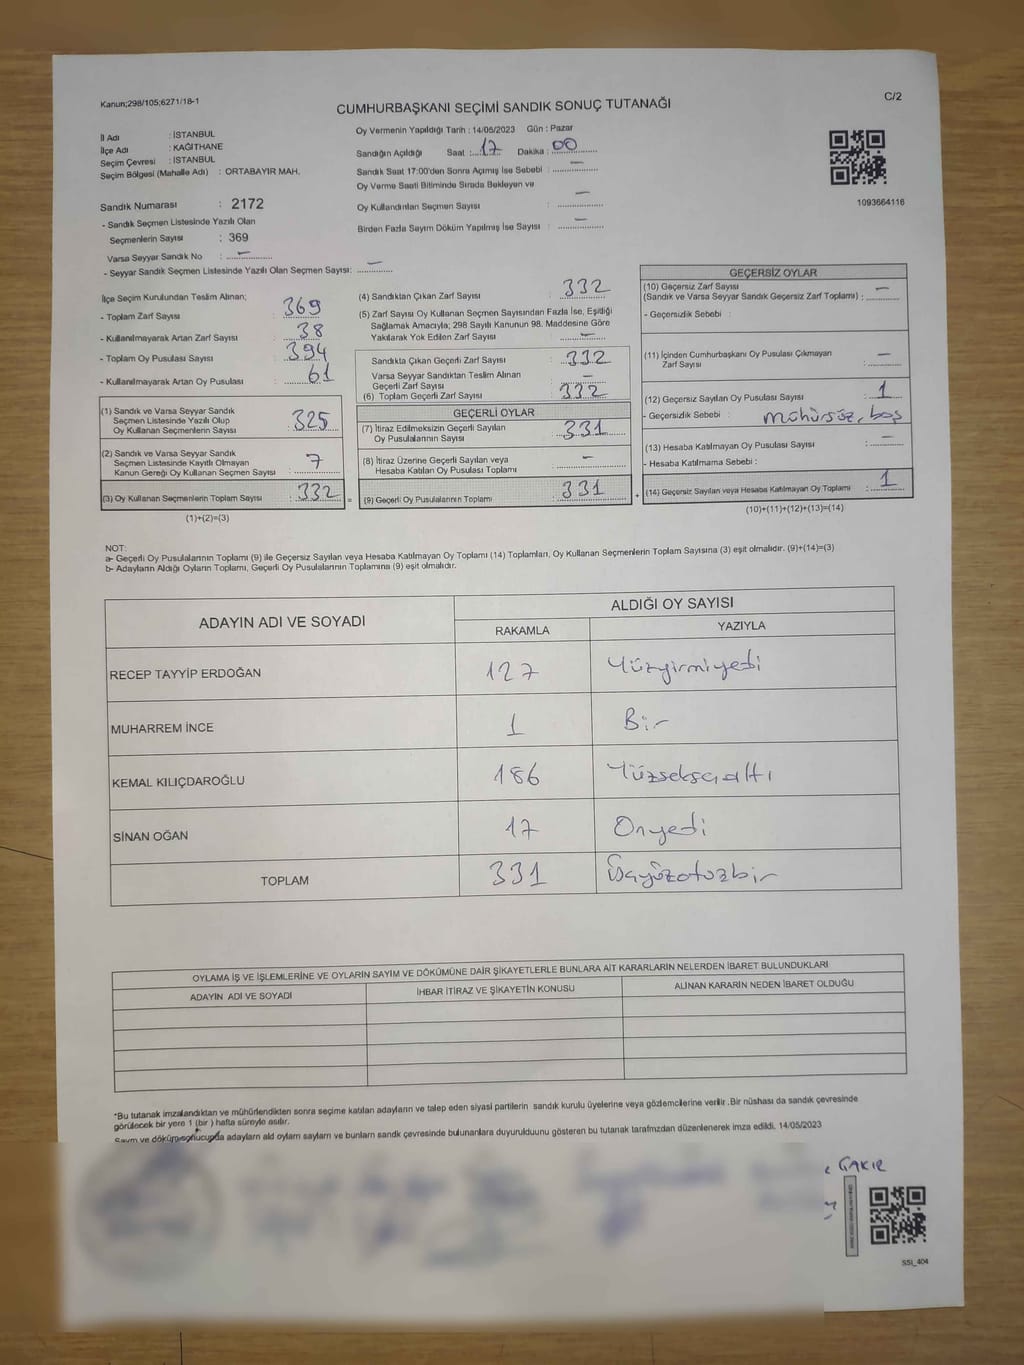 Kanun;298/105;6271/18-1
C/2
CUMHURBAŞKANI SEÇİMİ SANDIK SONUÇ TUTANAĞI
İl Adı : İSTANBUL
İlçe Adı : KAĞITHANE
Seçim Çevresi : İSTANBUL
Seçim Bölgesi (Mahalle Adı) : ORTABAYIR MAH.
Sandık Numarası : 2172
- Sandık Seçmen Listesinde Yazılı Olan
Seçmenlerin Sayısı : 369
Varsa Seyyar Sandık No : —
- Seyyar Sandık Seçmen Listesinde Yazılı Olan Seçmen Sayısı: —
Oy Vermenin Yapıldığı Tarih : 14/05/2023 Gün : Pazar
Sandığın Açıldığı Saat : 17 Dakika : 00
Sandık Saat 17:00'den Sonra Açımış İse Sebebi : —
Oy Verme Saati Bitiminde Sırada Bekleyen ve
Oy Kullandırılan Seçmen Sayısı : —
Birden Fazla Sayım Döküm Yapılmış İse Sayısı : —
1093664116
İlçe Seçim Kurulundan Teslim Alınan;
- Toplam Zarf Sayısı : 369
- Kullanılmayarak Artan Zarf Sayısı : 38
- Toplam Oy Pusulası Sayısı : 394
- Kullanılmayarak Artan Oy Pusulası : 61
(1) Sandık ve Varsa Seyyar Sandık
Seçmen Listesinde Yazılı Olup
Oy Kullanan Seçmenlerin Sayısı : 325
(2) Sandık ve Varsa Seyyar Sandık
Seçmen Listesinde Kayıtlı Olmayan
Kanun Gereği Oy Kullanan Seçmen Sayısı : 7
(3) Oy Kullanan Seçmenlerin Toplam Sayısı : 332 =
(1)+(2)=(3)
(4) Sandıktan Çıkan Zarf Sayısı : 332
(5) Zarf Sayısı Oy Kullanan Seçmen Sayısından Fazla İse, Eşitliği
Sağlamak Amacıyla; 298 Sayılı Kanunun 98. Maddesine Göre
Yakılarak Yok Edilen Zarf Sayısı : —
Sandıkta Çıkan Geçerli Zarf Sayısı : 332
Varsa Seyyar Sandıktan Teslim Alınan
Geçerli Zarf Sayısı : —
(6) Toplam Geçerli Zarf Sayısı : 332
GEÇERLİ OYLAR
(7) İtiraz Edilmeksizin Geçerli Sayılan
Oy Pusulalarının Sayısı : 331
(8) İtiraz Üzerine Geçerli Sayılan veya
Hesaba Katılan Oy Pusulası Toplamı : —
(9) Geçerli Oy Pusulalarının Toplamı : 331 +
GEÇERSİZ OYLAR
(10) Geçersiz Zarf Sayısı
(Sandık ve Varsa Seyyar Sandık Geçersiz Zarf Toplamı) : —
- Geçersizlik Sebebi :
(11) İçinden Cumhurbaşkanı Oy Pusulası Çıkmayan
Zarf Sayısı : —
(12) Geçersiz Sayılan Oy Pusulası Sayısı : 1
- Geçersizlik Sebebi : mühürsüz, boş
(13) Hesaba Katılmayan Oy Pusulası Sayısı : —
- Hesaba Katılmama Sebebi :
(14) Geçersiz Sayılan veya Hesaba Katılmayan Oy Toplamı : 1
(10)+(11)+(12)+(13)=(14)
NOT:
a- Geçerli Oy Pusulalarının Toplamı (9) ile Geçersiz Sayılan veya Hesaba Katılmayan Oy Toplamı (14) Toplamları, Oy Kullanan Seçmenlerin Toplam Sayısına (3) eşit olmalıdır. (9)+(14)=(3)
b- Adayların Aldığı Oyların Toplamı, Geçerli Oy Pusulalarının Toplamına (9) eşit olmalıdır.
ADAYIN ADI VE SOYADI
ALDIĞI OY SAYISI
RAKAMLA YAZIYLA
RECEP TAYYİP ERDOĞAN 127 Yüzyirmiyedi
MUHARREM İNCE 1 Bir
KEMAL KILIÇDAROĞLU 186 Yüzseksenaltı
SİNAN OĞAN 17 Onyedi
TOPLAM 331 Üçyüzotuzbir
OYLAMA İŞ VE İŞLEMLERİNE VE OYLARIN SAYIM VE DÖKÜMÜNE DAİR ŞİKAYETLERLE BUNLARA AİT KARARLARIN NELERDEN İBARET BULUNDUKLARI
ADAYIN ADI VE SOYADI İHBAR İTİRAZ VE ŞİKAYETİN KONUSU ALINAN KARARIN NEDEN İBARET OLDUĞU
*Bu tutanak imzalandıktan ve mühürlendikten sonra seçime katılan adayların ve talep eden siyasi partilerin sandık kurulu üyelerine veya gözlemcilerine verilir .Bir nüshası da sandık çevresinde
görülecek bir yere 1 (bir ) hafta süreyle asılır.
Sayım ve döküm sonucunda adayların ald oyların sayıları ve bunların sandk çevresinde bulunanlara duyurulduunu gösteren bu tutanak tarafmzdan düzenlenerek imza edildi. 14/05/2023
ÇAKIR
SSI_404